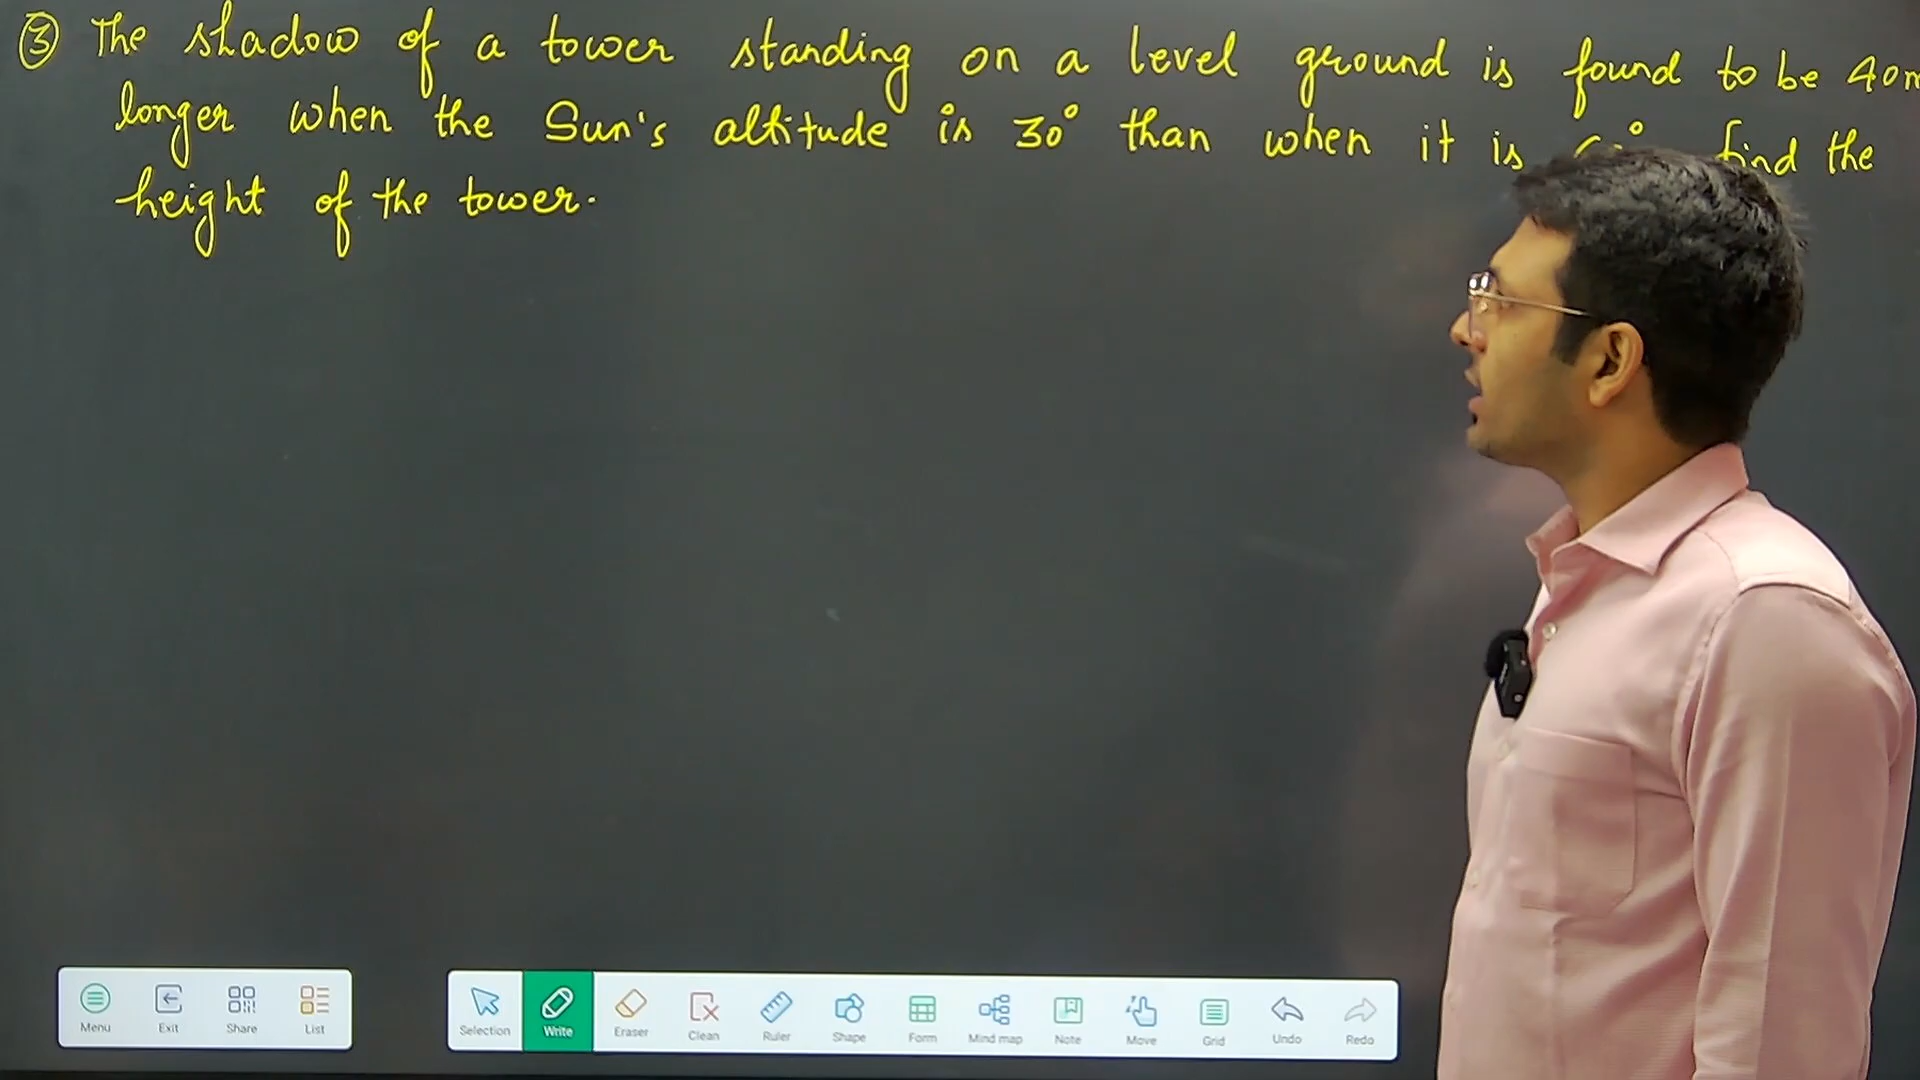 ③ The shadow of a tower standing on a level ground is found to be 40m
longer when the Sun's altitude is 30° than when it is find the
height of the tower.
Menu Exit Share List
Selection Write Eraser Clean Ruler Shape Form Mind map Note Move Grid Undo Redo